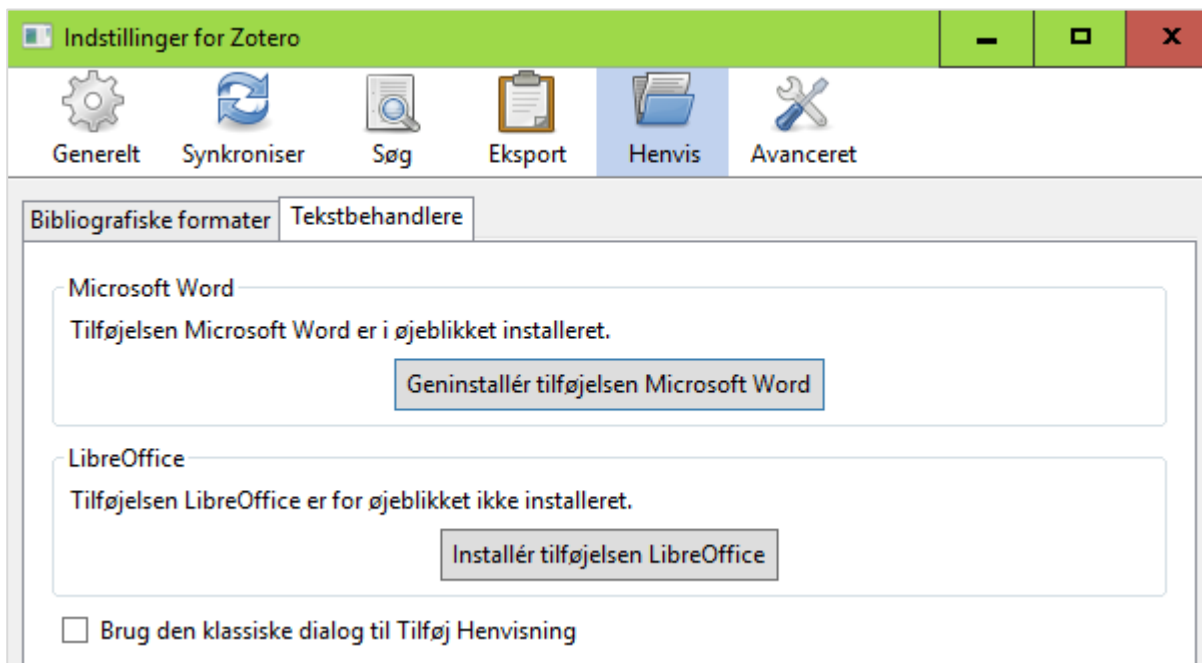 Indstillinger for Zotero
Generelt Synkroniser Søg Eksport Henvis Avanceret
Bibliografiske formater Tekstbehandlere
Microsoft Word
Tilføjelsen Microsoft Word er i øjeblikket installeret.
Geninstallér tilføjelsen Microsoft Word
LibreOffice
Tilføjelsen LibreOffice er for øjeblikket ikke installeret.
Installér tilføjelsen LibreOffice
Brug den klassiske dialog til Tilføj Henvisning